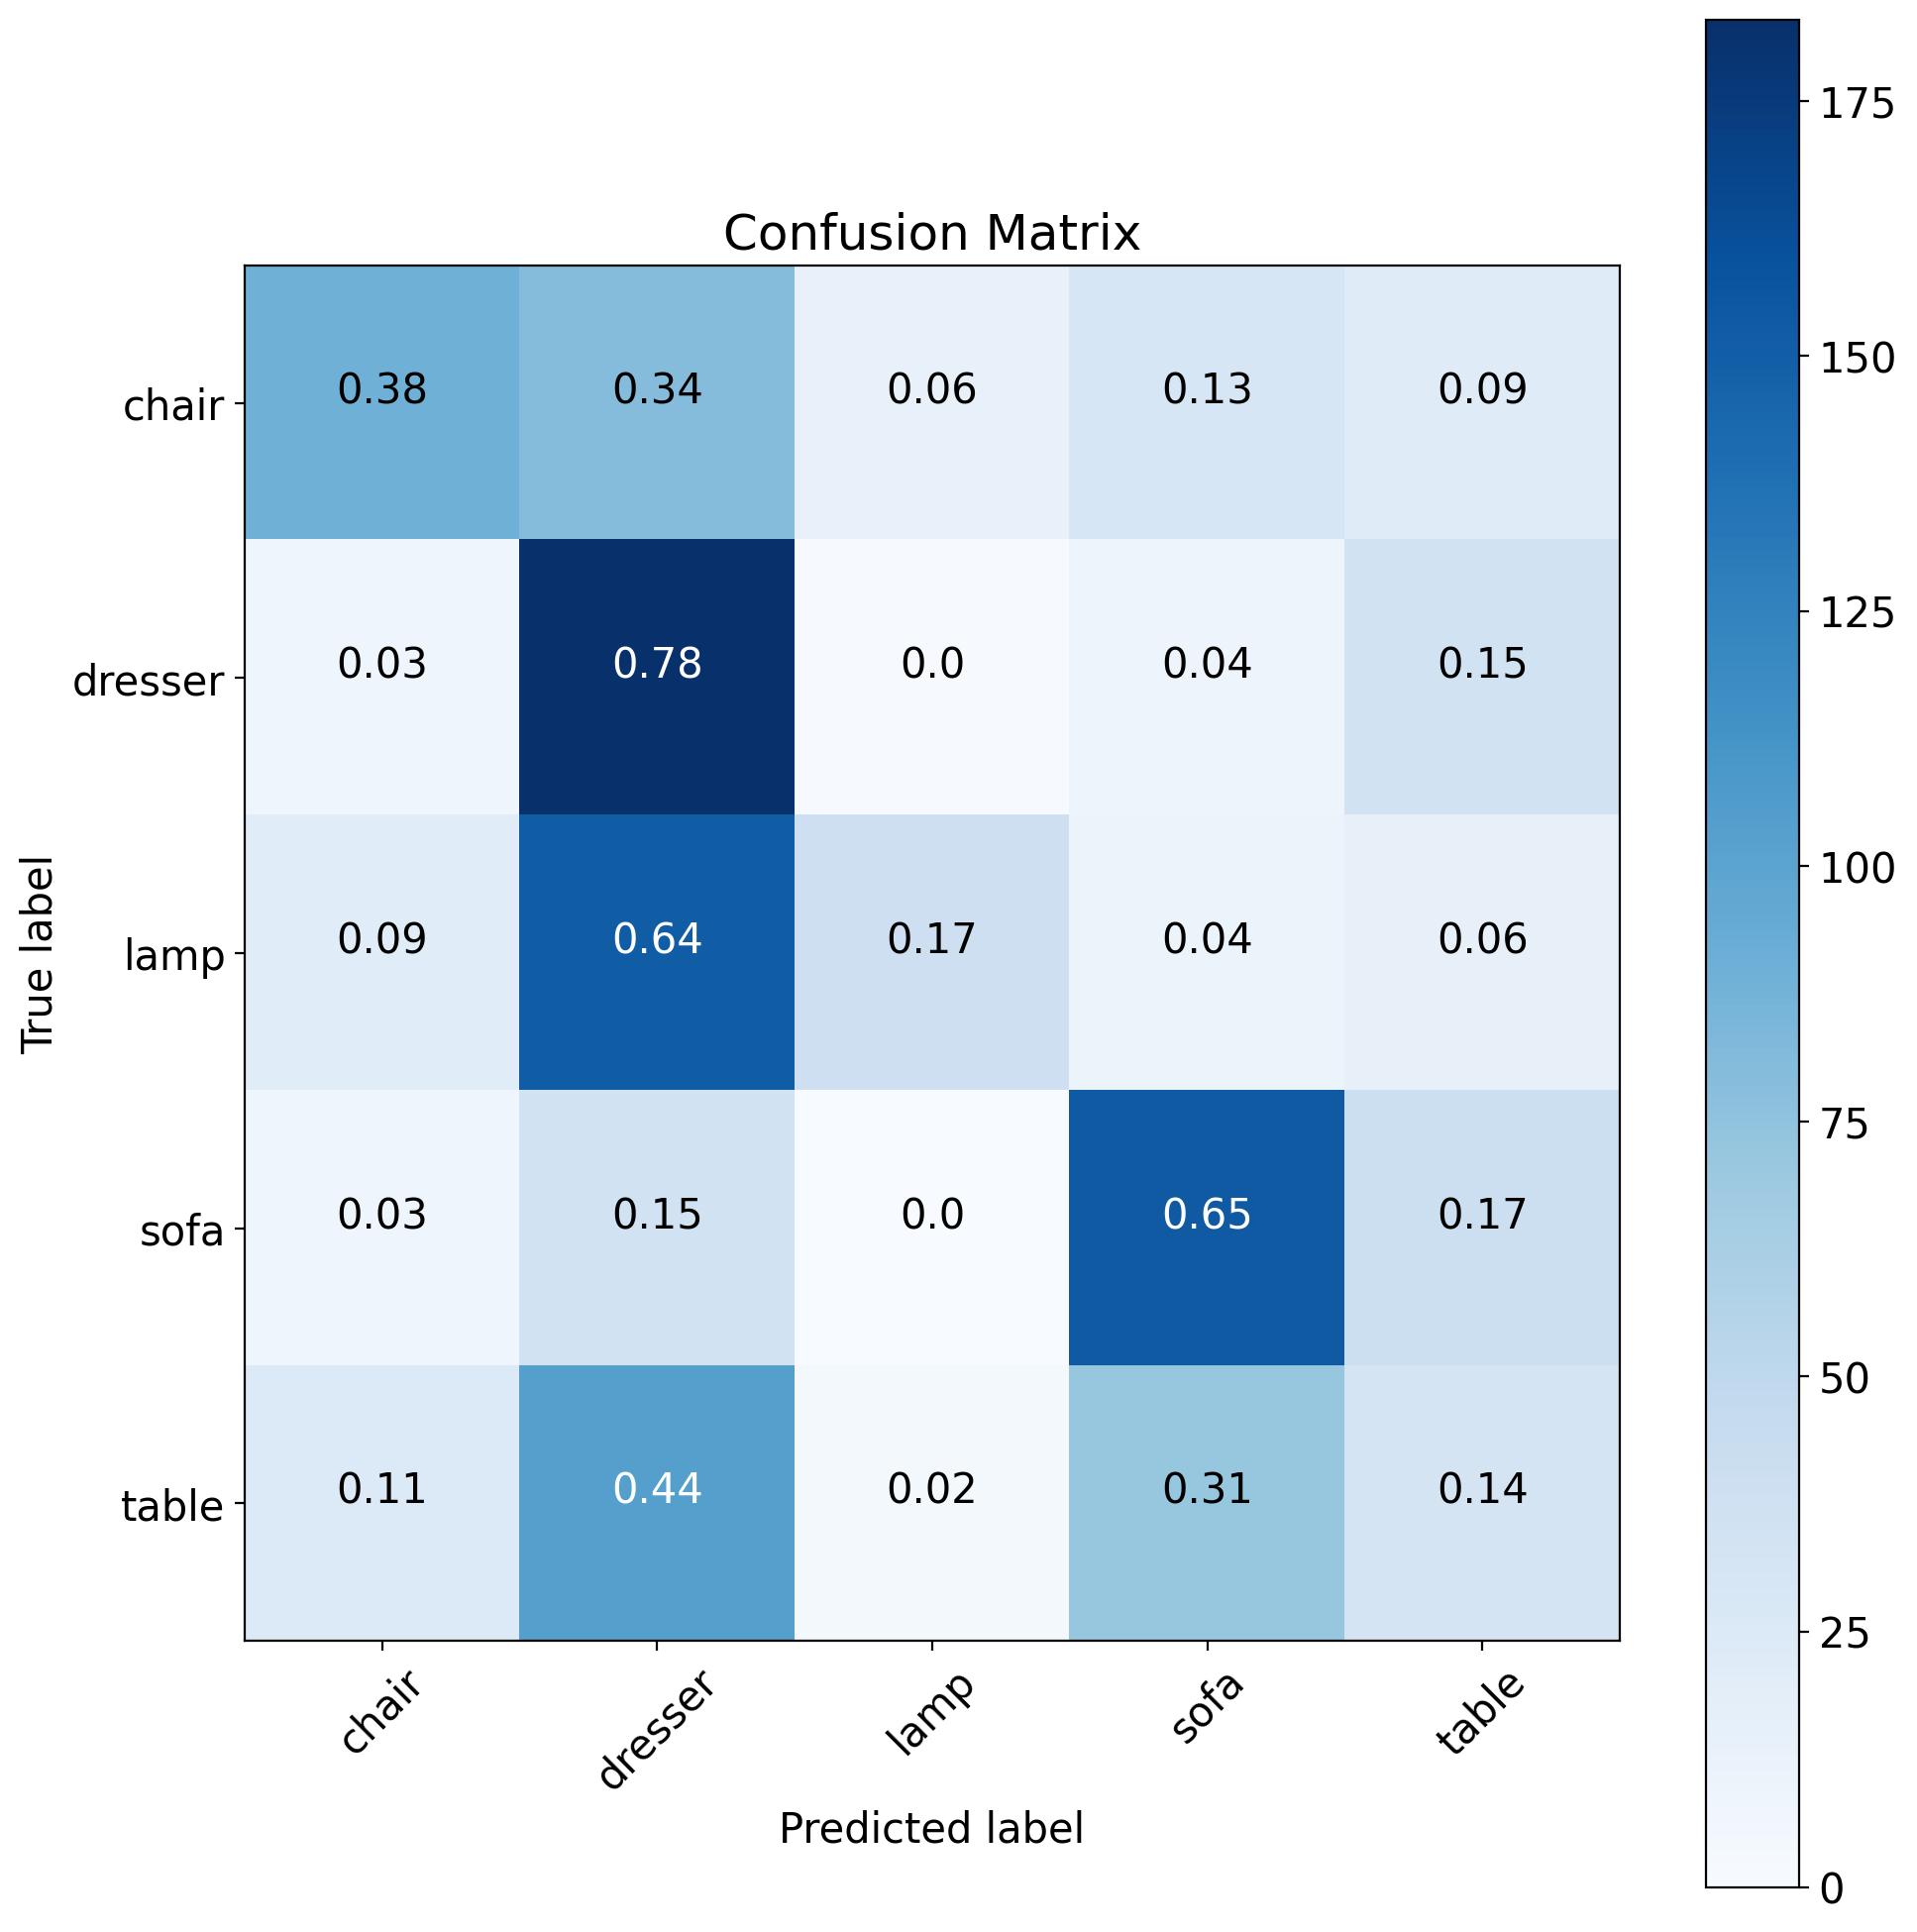 Confusion Matrix
True label
chair 0.38 0.34 0.06 0.13 0.09
dresser 0.03 0.78 0.0 0.04 0.15
lamp 0.09 0.64 0.17 0.04 0.06
sofa 0.03 0.15 0.0 0.65 0.17
table 0.11 0.44 0.02 0.31 0.14
chair dresser lamp sofa table
Predicted label
175
150
125
100
75
50
25
0